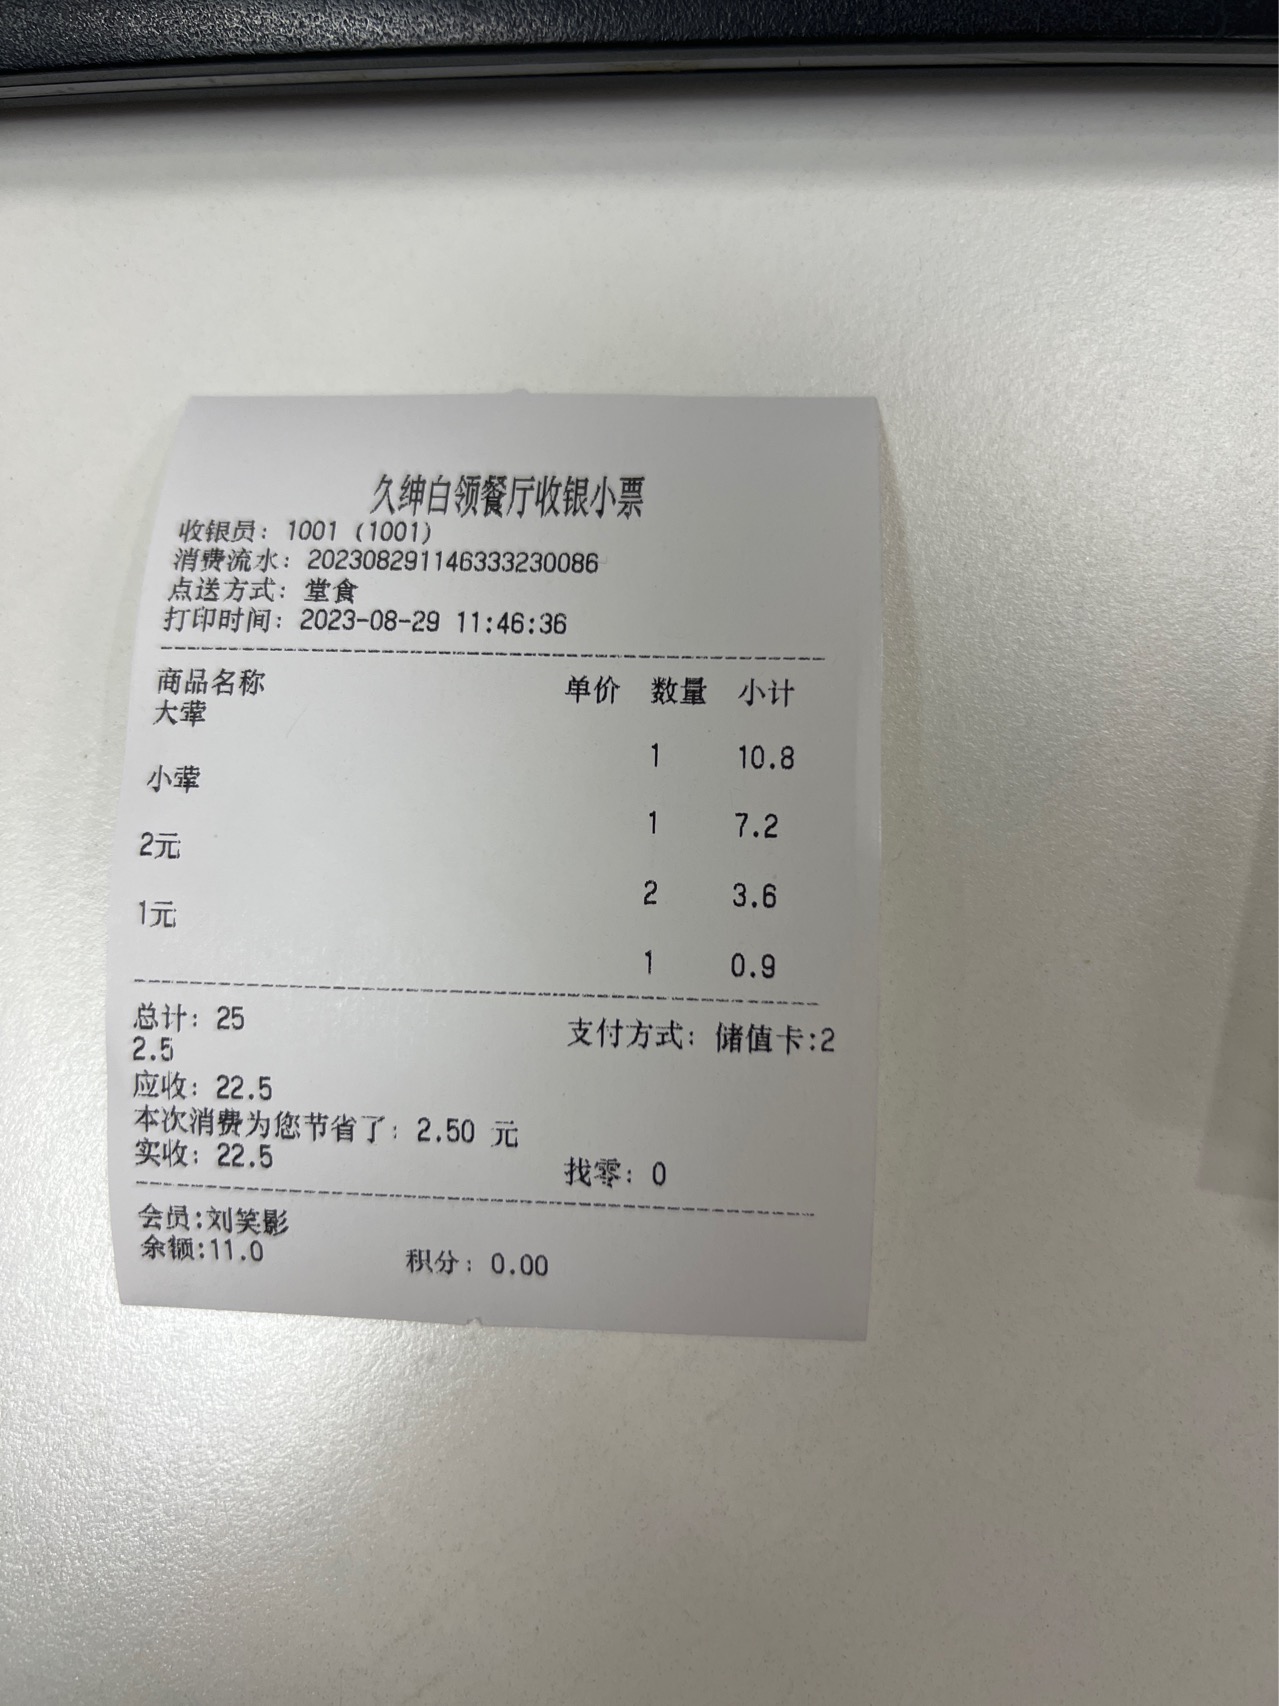 久绅白领餐厅收银小票
收银员：1001（1001）
消费流水：202308291146333230086
点送方式：堂食
打印时间：2023-08-29 11:46:36
商品名称 单价 数量 小计
大荤
1 10.8
小荤
1 7.2
2元
2 3.6
1元
1 0.9
总计：25 支付方式：储值卡:2
2.5
应收：22.5
本次消费为您节省了：2.50 元
实收：22.5 找零：0
会员:刘笑影
余额:11.0 积分：0.00